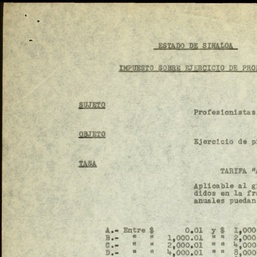 ESTADO DE SINALOA
IMPUESTO SOBRE EJERCICIO DE
SUJETO
Profesionistas
OBJETO
Ejercicio de
TASA
TARIFA
Aplicable al
didos en la
anuales puedan
A.- Entre $ 0.01 y $ 1,000
B.- " " 1,000.01 " " 2,000
C.- " " 2,000.01 " " 4,000
D.- " " 4,000.01 " " 8,000